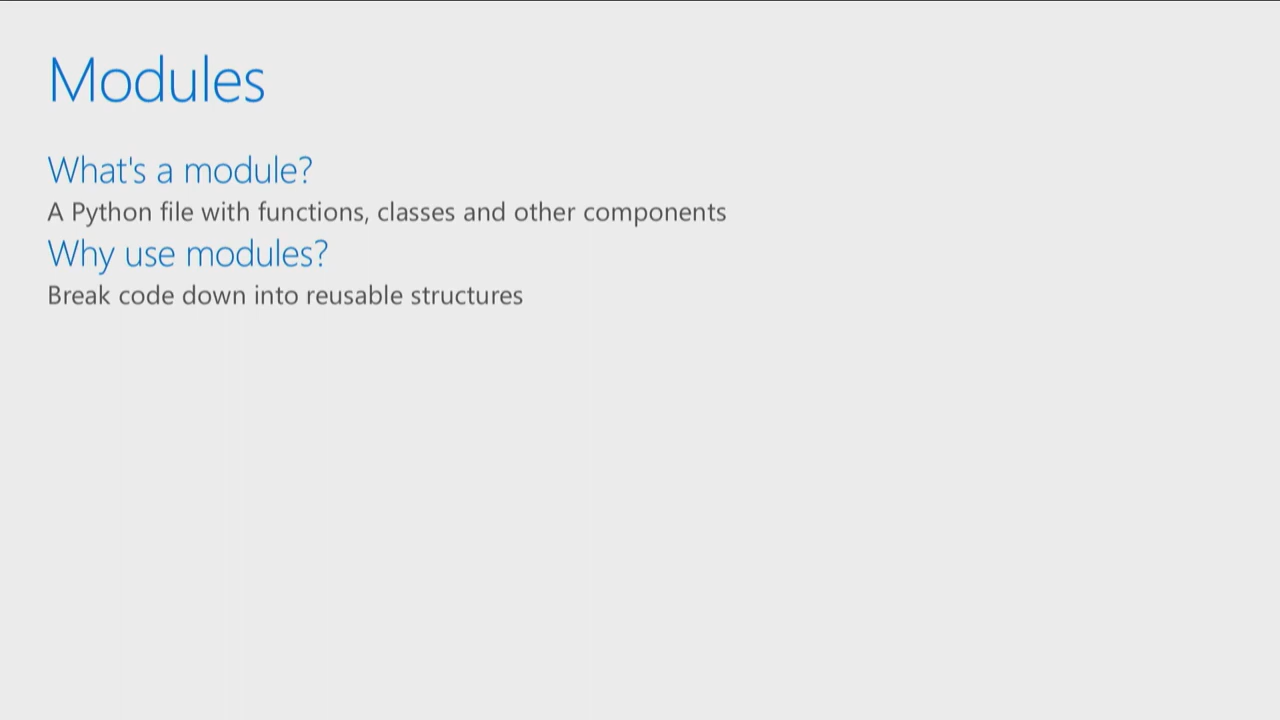 Modules
What's a module?
A Python file with functions, classes and other components
Why use modules?
Break code down into reusable structures